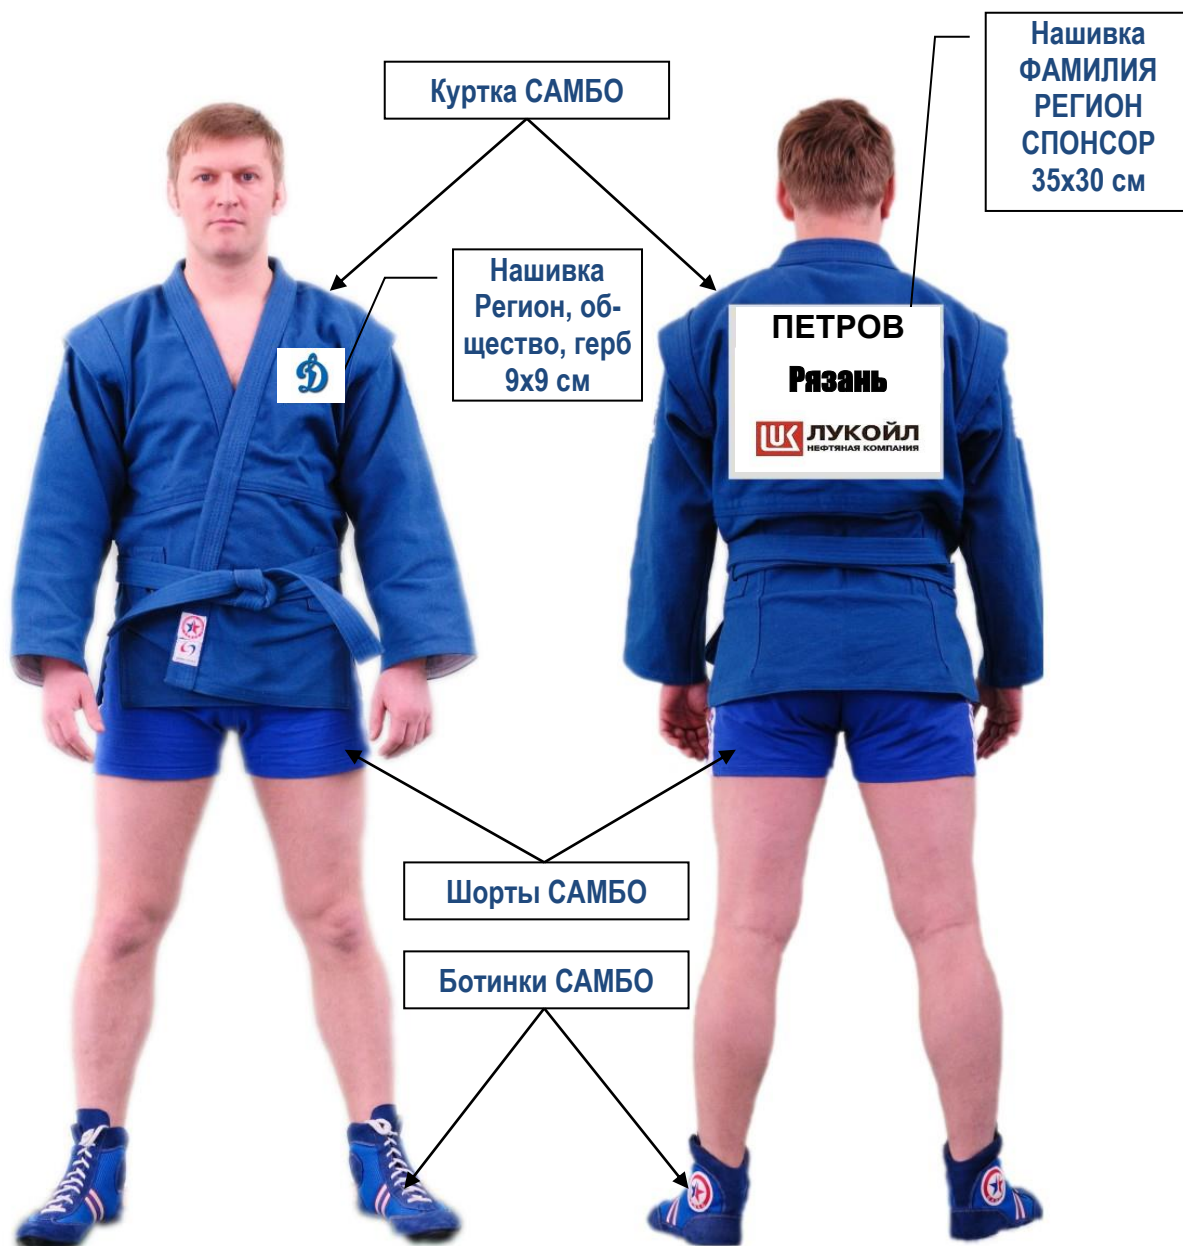 Нашивка
ФАМИЛИЯ
РЕГИОН
СПОНСОР
35х30 см
Куртка САМБО
Нашивка
Регион, об-
щество, герб
9х9 см
Д
ПЕТРОВ
Рязань
ЛУКОЙЛ
НЕФТЯНАЯ КОМПАНИЯ
Шорты САМБО
Ботинки САМБО